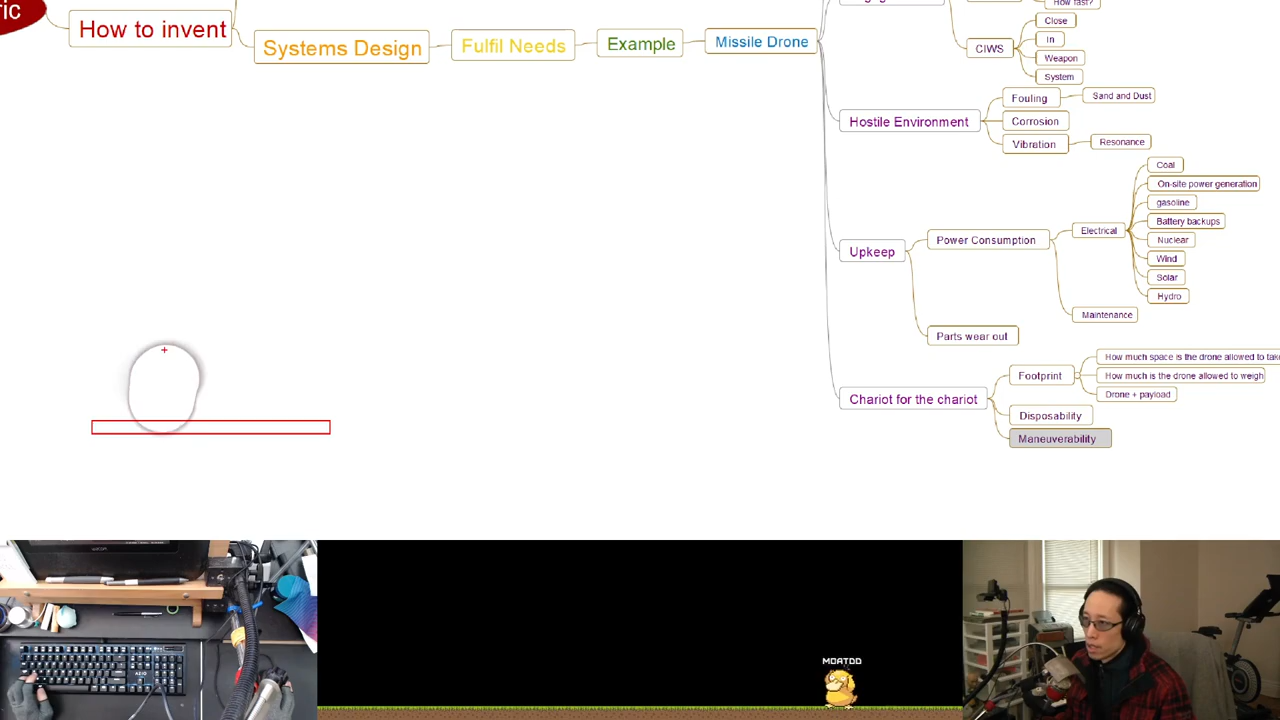 ric
How to invent
Systems Design
Fulfil Needs
Example
Missile Drone
How fast?
CIWS
Close
In
Weapon
System
Hostile Environment
Fouling
Sand and Dust
Corrosion
Vibration
Resonance
Upkeep
Power Consumption
Electrical
Coal
On-site power generation
gasoline
Battery backups
Nuclear
Wind
Solar
Hydro
Maintenance
Parts wear out
Chariot for the chariot
Footprint
How much space is the drone allowed to take
How much is the drone allowed to weigh
Drone + payload
Disposability
Maneuverability
MOATDD